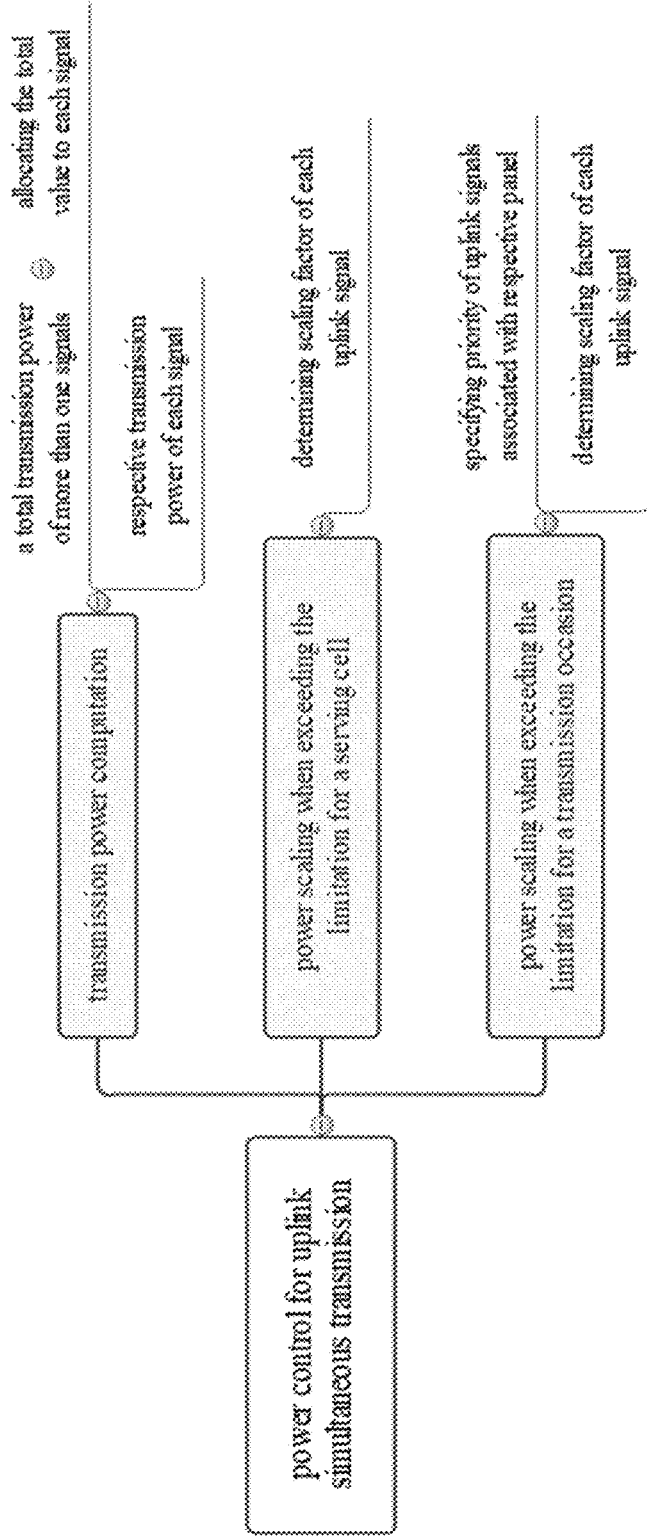 power control for uplink
simultaneous transmission
transmission power computation
a total transmission power
of more than one signals
allocating the total
value to each signal
respective transmission
power of each signal
power scaling when exceeding the
limitation for a serving cell
determining scaling factor of each
uplink signal
power scaling when exceeding the
limitation for a transmission occasion
specifying priority of uplink signals
associated with respective panel
determining scaling factor of each
uplink signal